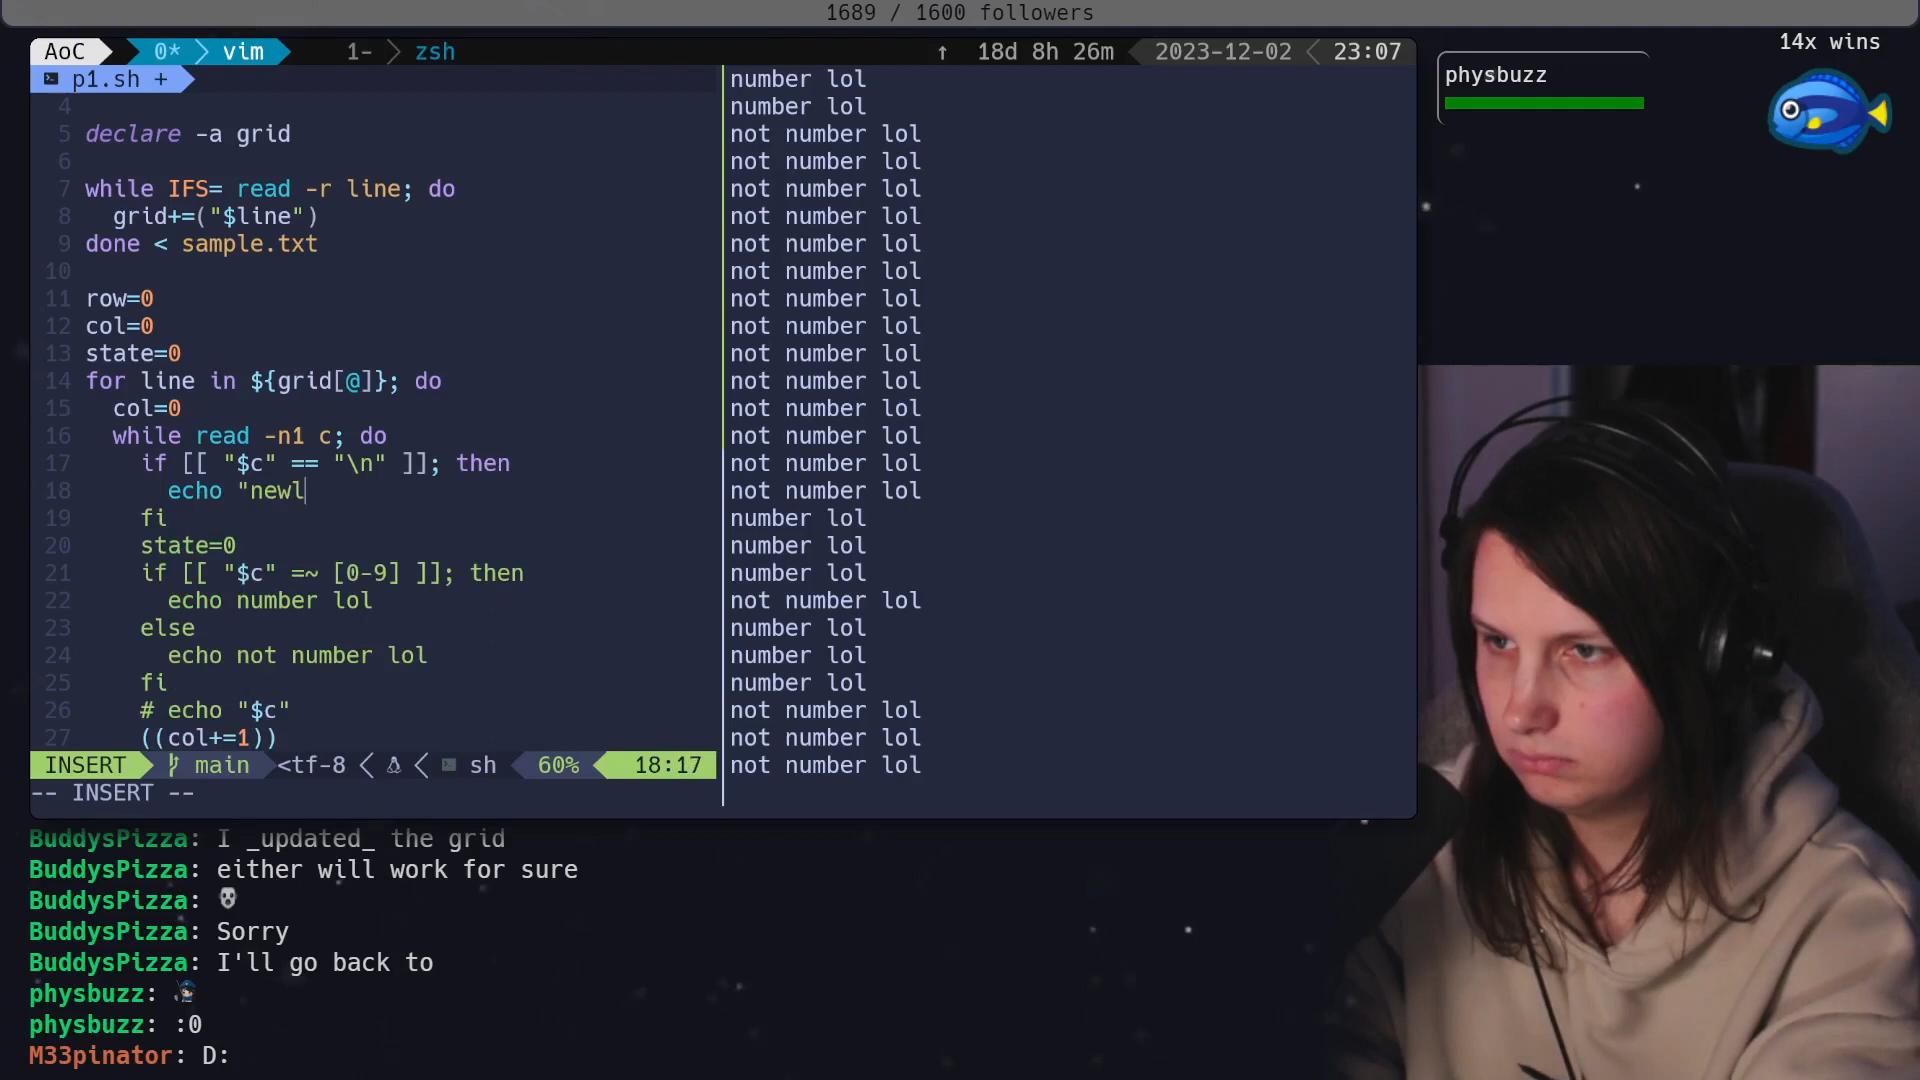 1689 / 1600 followers
AoC 0* vim 1- zsh ↑ 18d 8h 26m 2023-12-02 23:07
p1.sh +
4
5 declare -a grid
6
7 while IFS= read -r line; do
8 grid+=("$line")
9 done < sample.txt
10
11 row=0
12 col=0
13 state=0
14 for line in ${grid[@]}; do
15 col=0
16 while read -n1 c; do
17 if [[ "$c" == "\n" ]]; then
18 echo "newl
19 fi
20 state=0
21 if [[ "$c" =~ [0-9] ]]; then
22 echo number lol
23 else
24 echo not number lol
25 fi
26 # echo "$c"
27 ((col+=1))
INSERT main <tf-8 sh 60% 18:17
-- INSERT --
number lol
number lol
not number lol
not number lol
not number lol
not number lol
not number lol
not number lol
not number lol
not number lol
not number lol
not number lol
not number lol
not number lol
not number lol
not number lol
number lol
number lol
number lol
not number lol
number lol
number lol
number lol
not number lol
not number lol
not number lol
physbuzz
14x wins
BuddysPizza: I _updated_ the grid
BuddysPizza: either will work for sure
BuddysPizza:
BuddysPizza: Sorry
BuddysPizza: I'll go back to
physbuzz:
physbuzz: :0
M33pinator: D: